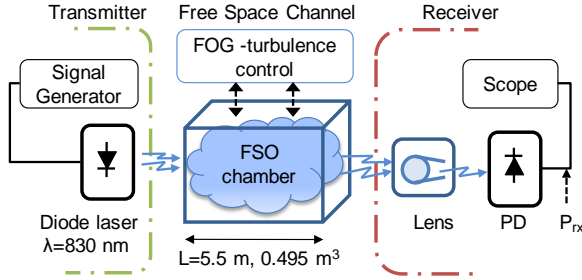 Transmitter
Free Space Channel
Receiver
Signal
Generator
FOG -turbulence
control
Scope
FSO
chamber
Diode laser
λ=830 nm
Lens
PD
Prx
L=5.5 m, 0.495 m³